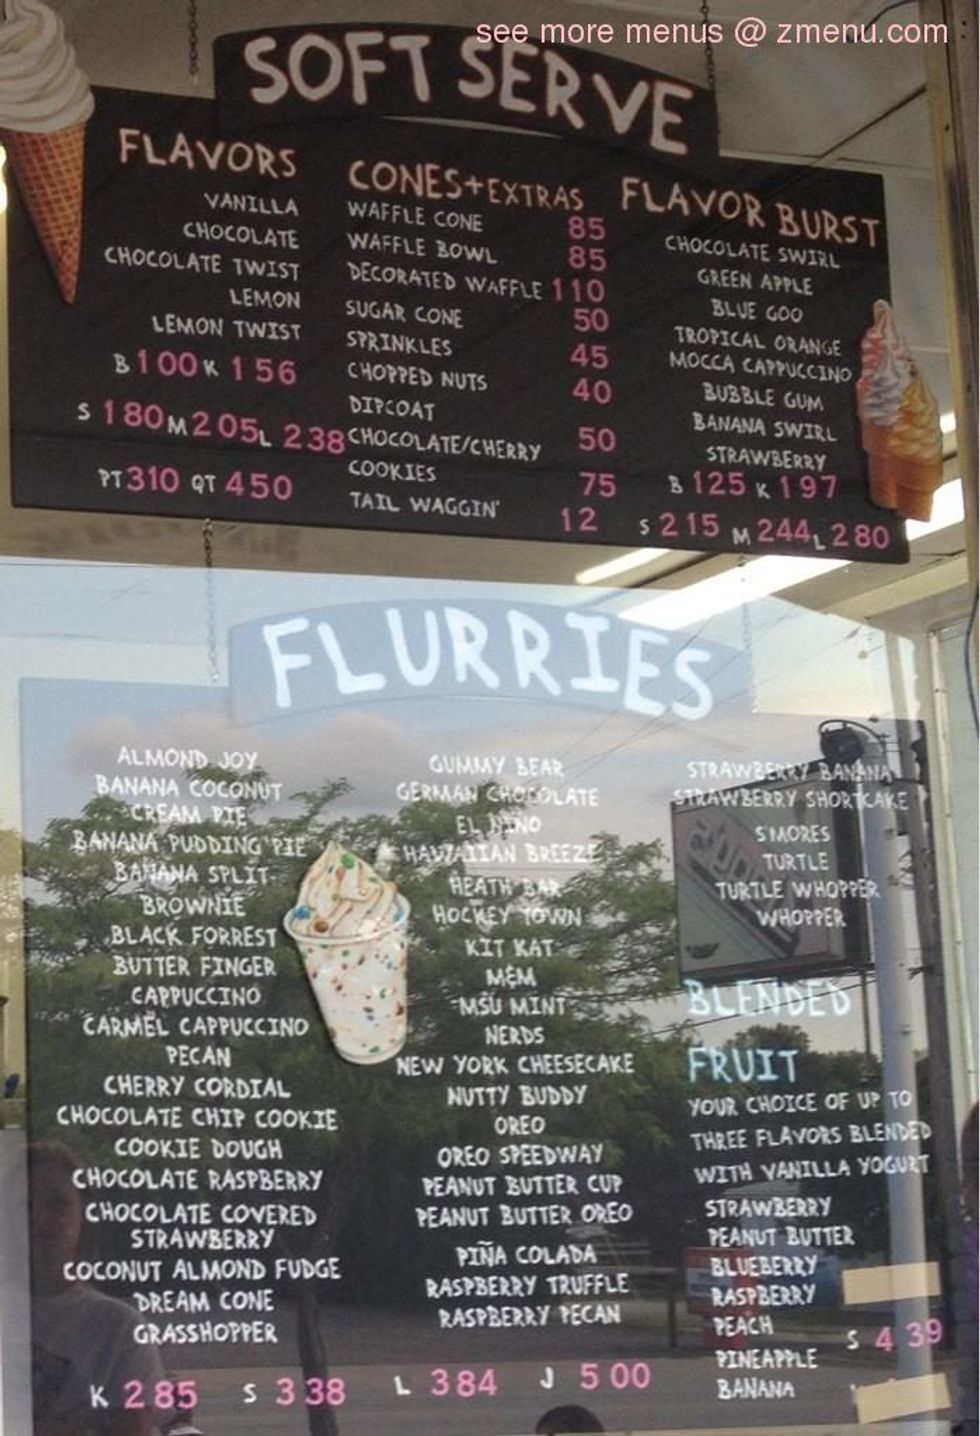 see more menus @ zmenu.com
SOFT SERVE
FLAVORS
VANILLA
CHOCOLATE
CHOCOLATE TWIST
LEMON
LEMON TWIST
B 100 K 156
S 180 M 205 L 238
PT 310 QT 450
CONES+EXTRAS
WAFFLE CONE 85
WAFFLE BOWL 85
DECORATED WAFFLE 110
SUGAR CONE 50
SPRINKLES 45
CHOPPED NUTS 40
DIPCOAT
CHOCOLATE/CHERRY 50
COOKIES 75
TAIL WAGGIN' 12
FLAVOR BURST
CHOCOLATE SWIRL
GREEN APPLE
BLUE GOO
TROPICAL ORANGE
MOCCA CAPPUCCINO
BUBBLE GUM
BANANA SWIRL
STRAWBERRY
B 125 K 197
S 215 M 244 L 280
FLURRIES
ALMOND JOY
BANANA COCONUT
CREAM PIE
BANANA PUDDING PIE
BANANA SPLIT
BROWNIE
BLACK FORREST
BUTTER FINGER
CAPPUCCINO
CARMEL CAPPUCCINO
PECAN
CHERRY CORDIAL
CHOCOLATE CHIP COOKIE
COOKIE DOUGH
CHOCOLATE RASPBERRY
CHOCOLATE COVERED
STRAWBERRY
COCONUT ALMOND FUDGE
DREAM CONE
GRASSHOPPER
GUMMY BEAR
GERMAN CHOCOLATE
EL NINO
HAWAIIAN BREEZE
HEATH BAR
HOCKEY TOWN
KIT KAT
M&M
MSU MINT
NERDS
NEW YORK CHEESECAKE
NUTTY BUDDY
OREO
OREO SPEEDWAY
PEANUT BUTTER CUP
PEANUT BUTTER OREO
PIÑA COLADA
RASPBERRY TRUFFLE
RASPBERRY PECAN
K 285 S 338 L 384 J 500
STRAWBERRY BANANA
STRAWBERRY SHORTCAKE
S'MORES
TURTLE
TURTLE WHOPPER
WHOPPER
BLENDED
FRUIT
YOUR CHOICE OF UP TO
THREE FLAVORS BLENDED
WITH VANILLA YOGURT
STRAWBERRY
PEANUT BUTTER
BLUEBERRY
RASPBERRY
PEACH
PINEAPPLE
BANANA
S 439